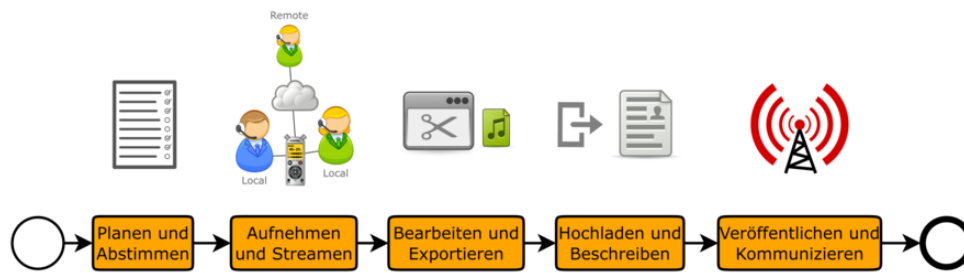 Remote
Local
Local
Planen und
Abstimmen
Aufnehmen
und Streamen
Bearbeiten und
Exportieren
Hochladen und
Beschreiben
Veröffentlichen und
Kommunizieren